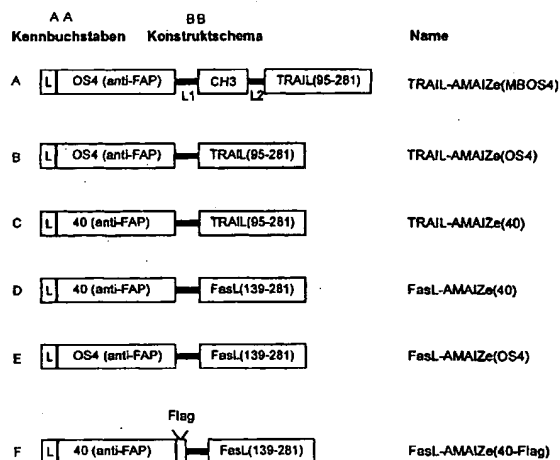 A A BB
Kennbuchstaben Konstruktschema Name
A L OS4 (anti-FAP) CH3 TRAIL(95-281) TRAIL-AMAIZe(MBOS4)
L1 L2
B L OS4 (anti-FAP) TRAIL(95-281) TRAIL-AMAIZe(OS4)
C L 40 (anti-FAP) TRAIL(95-281) TRAIL-AMAIZe(40)
D L 40 (anti-FAP) FasL(139-281) FasL-AMAIZe(40)
E L OS4 (anti-FAP) FasL(139-281) FasL-AMAIZe(OS4)
Flag
F L 40 (anti-FAP) FasL(139-281) FasL-AMAIZe(40-Flag)